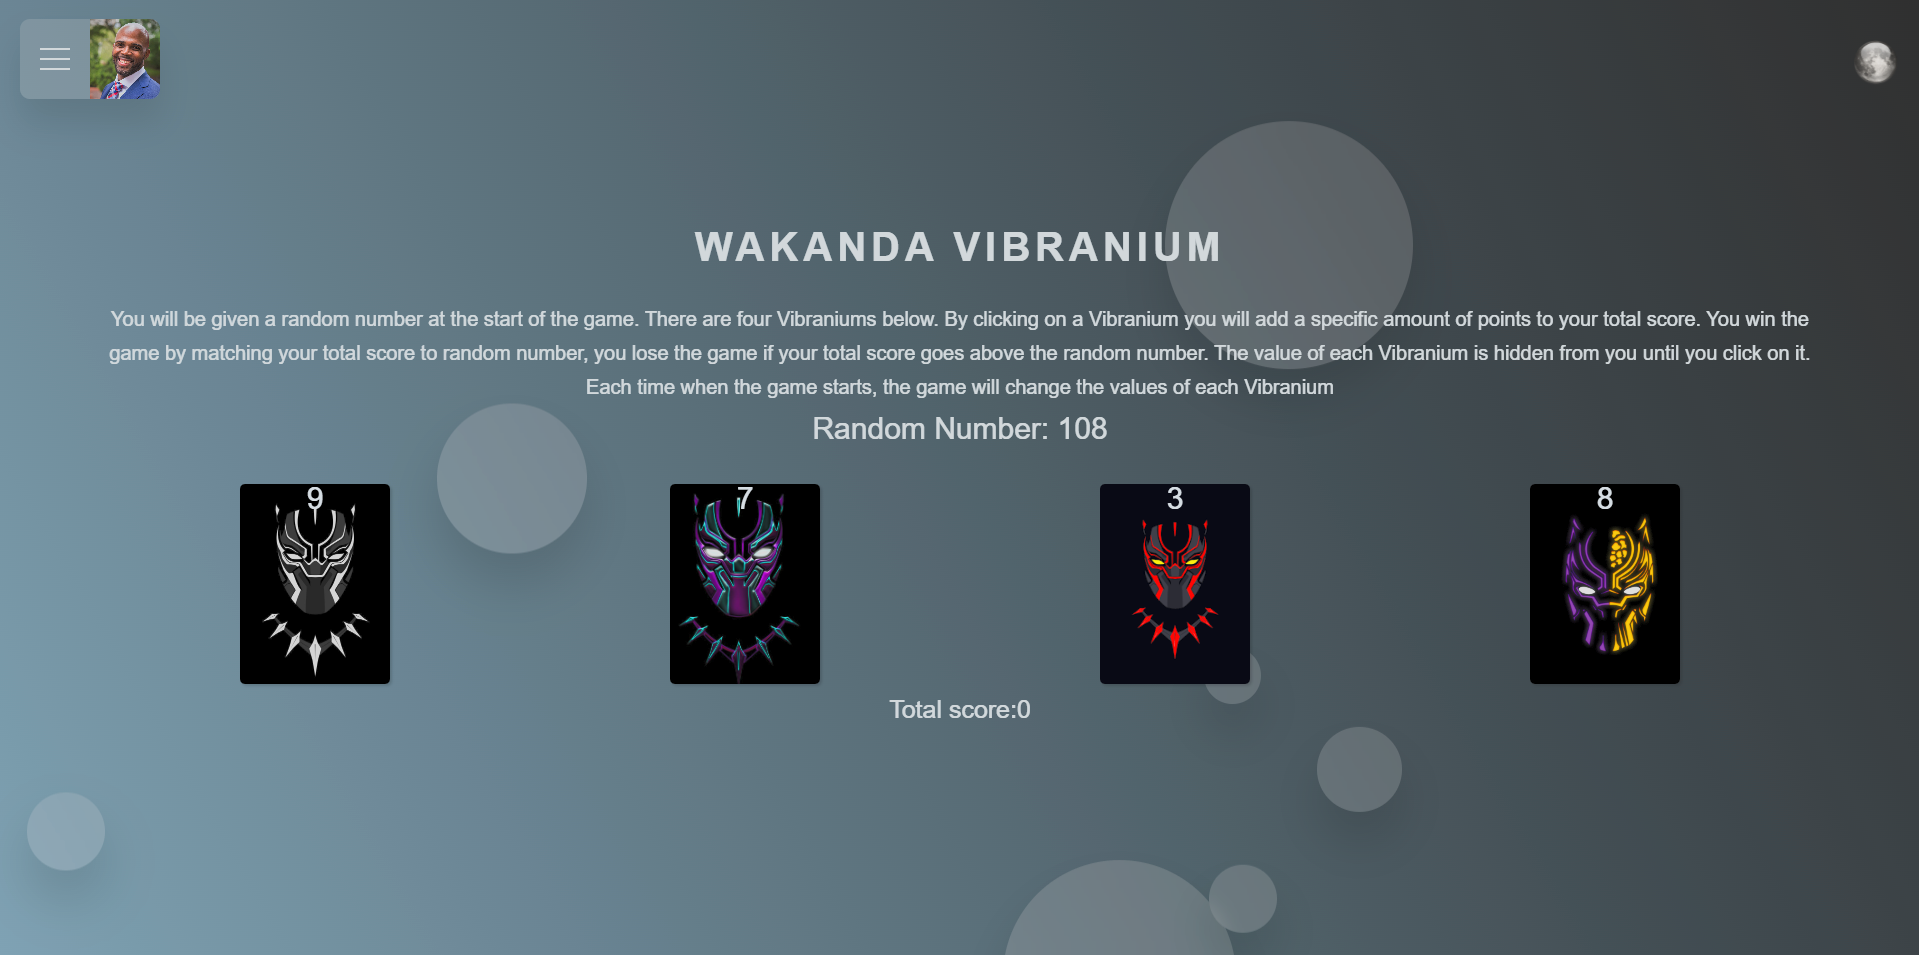 WAKANDA VIBRANIUM
You will be given a random number at the start of the game. There are four Vibraniums below. By clicking on a Vibranium you will add a specific amount of points to your total score. You win the
game by matching your total score to random number, you lose the game if your total score goes above the random number. The value of each Vibranium is hidden from you until you click on it.
Each time when the game starts, the game will change the values of each Vibranium
Random Number: 108
9
7
3
8
Total score:0